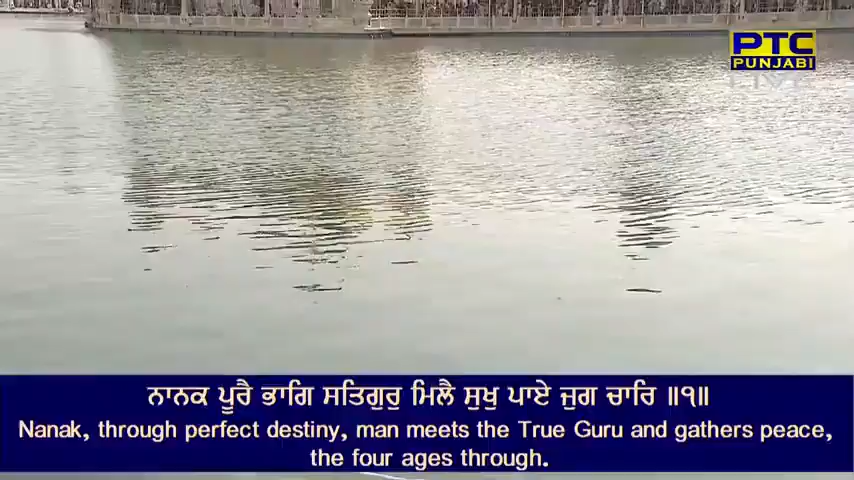 PTC
PUNJABI
LIVE
ਨਾਨਕ ਪੂਰੈ ਭਾਗਿ ਸਤਿਗੁਰੁ ਮਿਲੈ ਸੁਖੁ ਪਾਏ ਜੁਗ ਚਾਰਿ ॥੧॥
Nanak, through perfect destiny, man meets the True Guru and gathers peace,
the four ages through.